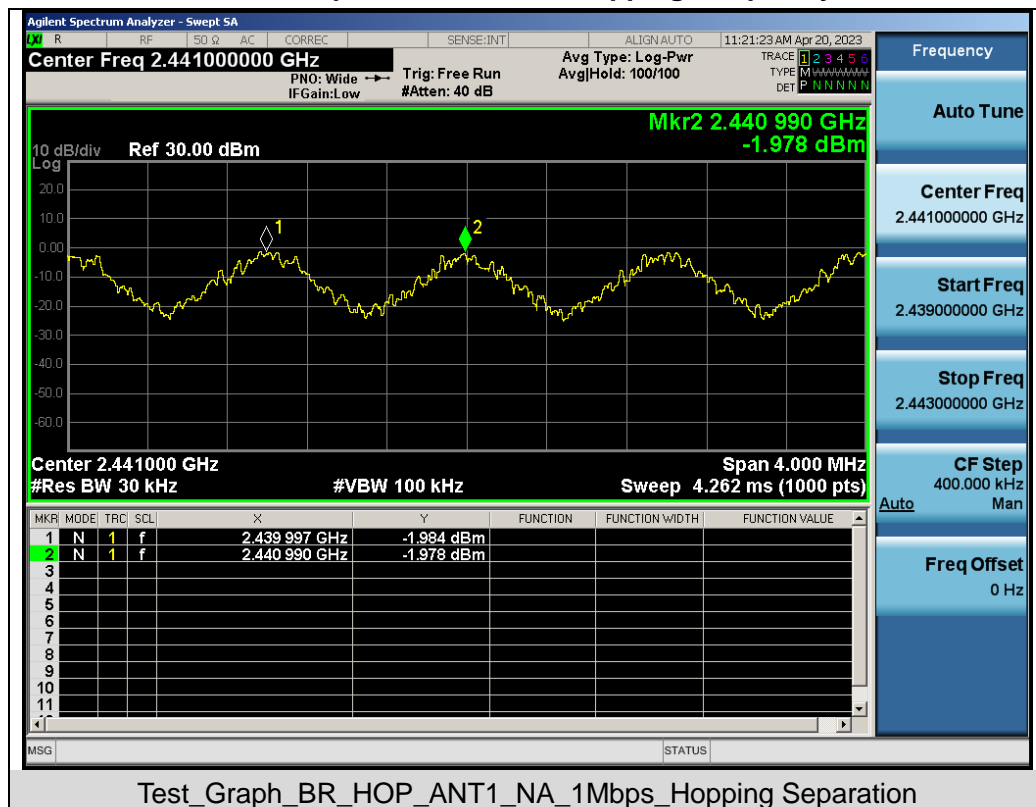 Agilent Spectrum Analyzer - Swept SA
LXI R RF 50 Ω AC CORREC SENSE:INT ALIGN AUTO 11:21:23 AM Apr 20, 2023
Center Freq 2.441000000 GHz
PNO: Wide
IFGain:Low
Trig: Free Run
#Atten: 40 dB
Avg Type: Log-Pwr
Avg|Hold: 100/100
TRACE 1 2 3 4 5 6
TYPE M WWWWW
DET P N N N N N
Mkr2 2.440 990 GHz
-1.978 dBm
10 dB/div Ref 30.00 dBm
Log
20.0
10.0
0.00
-10.0
-20.0
-30.0
-40.0
-50.0
-60.0
1
2
Center 2.441000 GHz Span 4.000 MHz
#Res BW 30 kHz #VBW 100 kHz Sweep 4.262 ms (1000 pts)
MKR MODE TRC SCL X Y FUNCTION FUNCTION WIDTH FUNCTION VALUE
1 N 1 f 2.439 997 GHz -1.984 dBm
2 N 1 f 2.440 990 GHz -1.978 dBm
3
4
5
6
7
8
9
10
11
MSG STATUS
Frequency
Auto Tune
Center Freq
2.441000000 GHz
Start Freq
2.439000000 GHz
Stop Freq
2.443000000 GHz
CF Step
400.000 kHz
Auto Man
Freq Offset
0 Hz
Test_Graph_BR_HOP_ANT1_NA_1Mbps_Hopping Separation